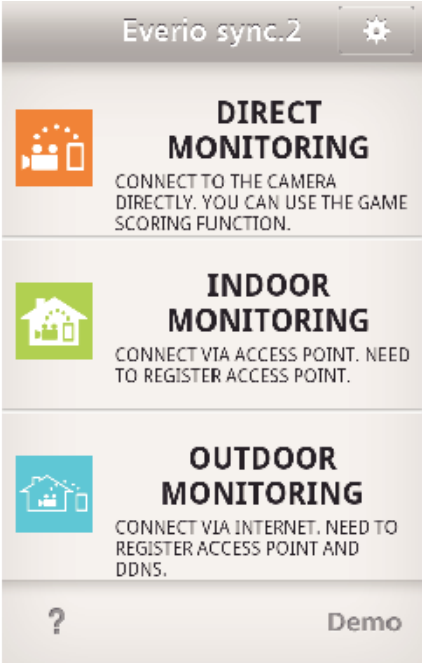 Everio sync.2
DIRECT
MONITORING
CONNECT TO THE CAMERA
DIRECTLY. YOU CAN USE THE GAME
SCORING FUNCTION.
INDOOR
MONITORING
CONNECT VIA ACCESS POINT. NEED
TO REGISTER ACCESS POINT.
OUTDOOR
MONITORING
CONNECT VIA INTERNET. NEED TO
REGISTER ACCESS POINT AND
DDNS.
? Demo